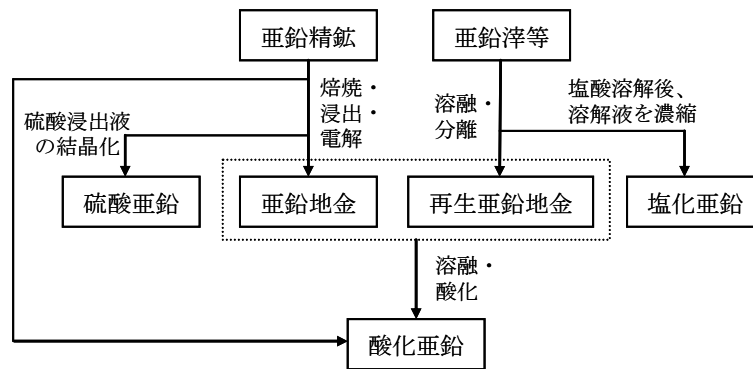 亜鉛精鉱
亜鉛滓等
焙焼・
浸出・
電解
溶融・
分離
塩酸溶解後、
溶解液を濃縮
硫酸浸出液
の結晶化
硫酸亜鉛
亜鉛地金
再生亜鉛地金
塩化亜鉛
溶融・
酸化
酸化亜鉛